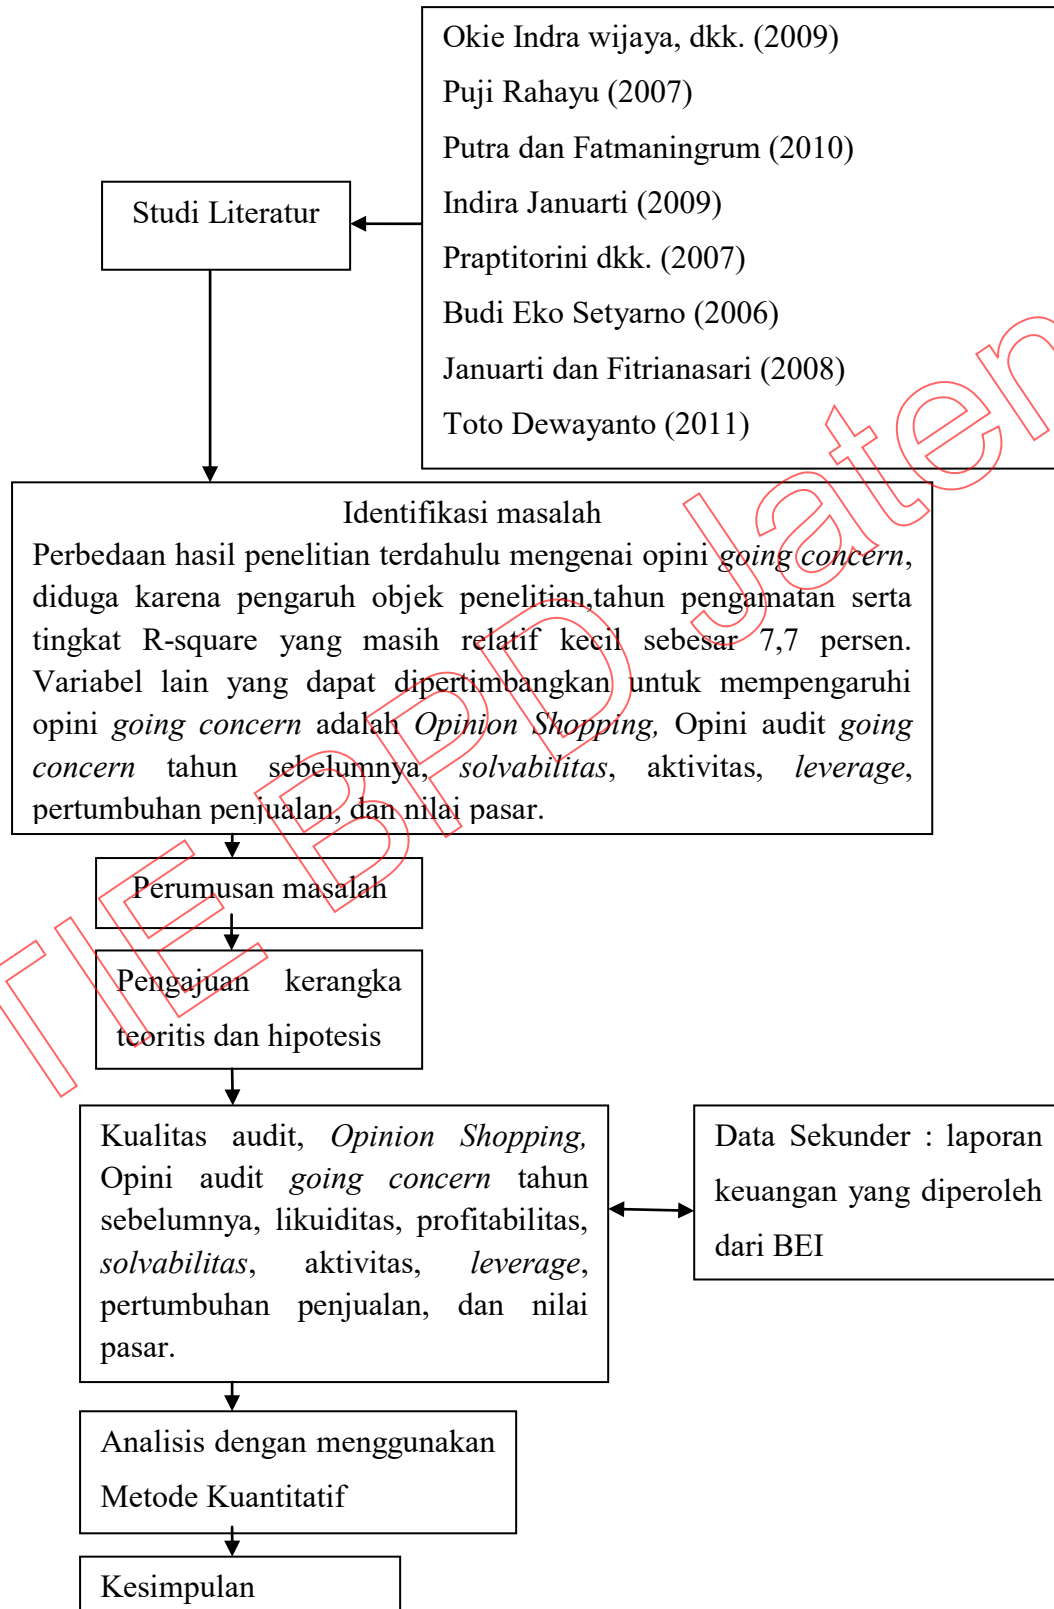 Okie Indra wijaya, dkk. (2009)
Puji Rahayu (2007)
Putra dan Fatmaningrum (2010)
Indira Januarti (2009)
Praptitorini dkk. (2007)
Budi Eko Setyarno (2006)
Januarti dan Fitrianasari (2008)
Toto Dewayanto (2011)
Studi Literatur
Identifikasi masalah
Perbedaan hasil penelitian terdahulu mengenai opini going concern,
diduga karena pengaruh objek penelitian,tahun pengamatan serta
tingkat R-square yang masih relatif kecil sebesar 7,7 persen.
Variabel lain yang dapat dipertimbangkan untuk mempengaruhi
opini going concern adalah Opinion Shopping, Opini audit going
concern tahun sebelumnya, solvabilitas, aktivitas, leverage,
pertumbuhan penjualan, dan nilai pasar.
Perumusan masalah
Pengajuan kerangka
teoritis dan hipotesis
Kualitas audit, Opinion Shopping,
Opini audit going concern tahun
sebelumnya, likuiditas, profitabilitas,
solvabilitas, aktivitas, leverage,
pertumbuhan penjualan, dan nilai
pasar.
Data Sekunder : laporan
keuangan yang diperoleh
dari BEI
Analisis dengan menggunakan
Metode Kuantitatif
Kesimpulan
TIE BPD Jaten